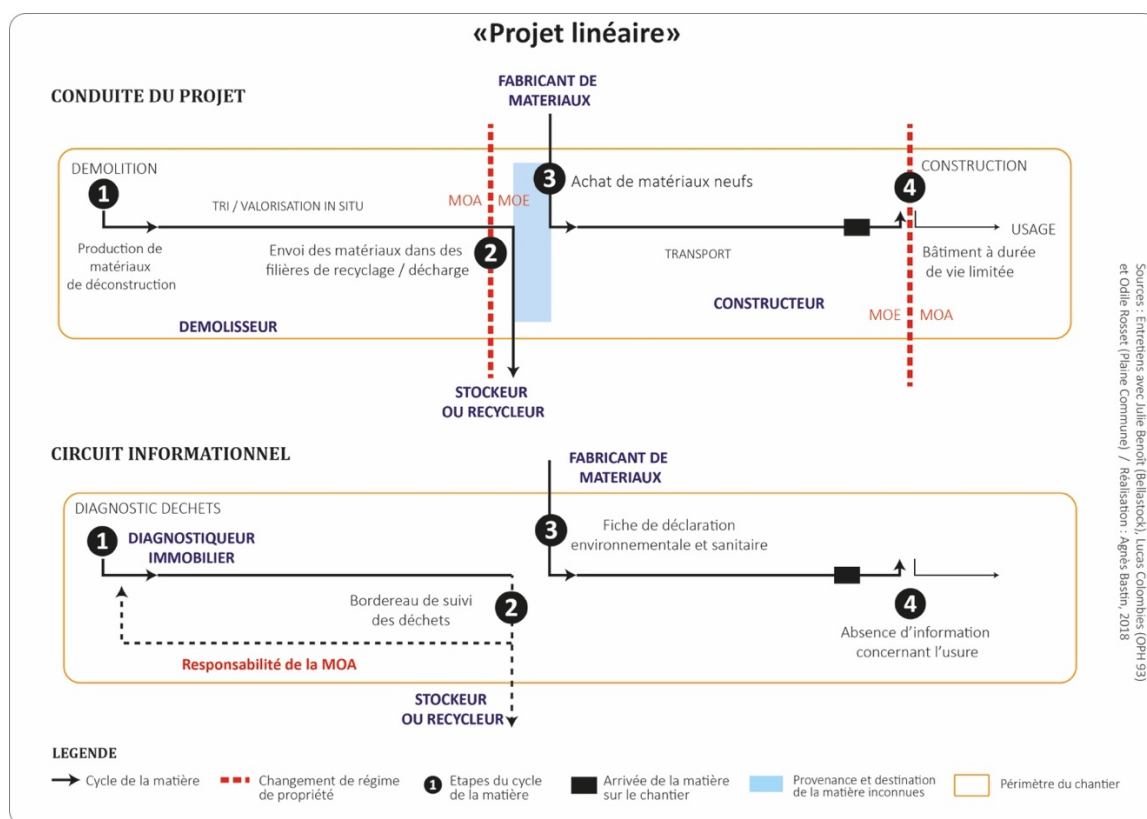 «Projet linéaire»
FABRICANT DE
MATERIAUX
CONDUITE DU PROJET
DEMOLITION
1
TRI / VALORISATION IN SITU
MOA
MOE
3
Achat de matériaux neufs
4
CONSTRUCTION
Production de
matériaux
de déconstruction
Envoi des matériaux dans des
filières de recyclage / décharge
2
TRANSPORT
USAGE
Bâtiment à durée
de vie limitée
DEMOLISSEUR
CONSTRUCTEUR
MOE
MOA
STOCKEUR
OU RECYCLEUR
CIRCUIT INFORMATIONNEL
FABRICANT DE
MATERIAUX
DIAGNOSTIC DECHETS
1
DIAGNOSTIQUEUR
IMMOBILIER
3
Fiche de déclaration
environnementale et sanitaire
Bordereau de suivi
des déchets
2
4
Absence d'information
concernant l'usure
Responsabilité de la MOA
STOCKEUR
OU RECYCLEUR
LEGENDE
Cycle de la matière
Changement de régime
de propriété
1
Etapes du cycle
de la matière
Arrivée de la matière
sur le chantier
Provenance et destination
de la matière inconnues
Périmètre du chantier
Sources : Entretiens avec Julie Benoît (Bellastock), Lucas Colombies (OPH 93)
et Odile Rosset (Plaine Commune) / Réalisation : Agnès Bastin, 2018